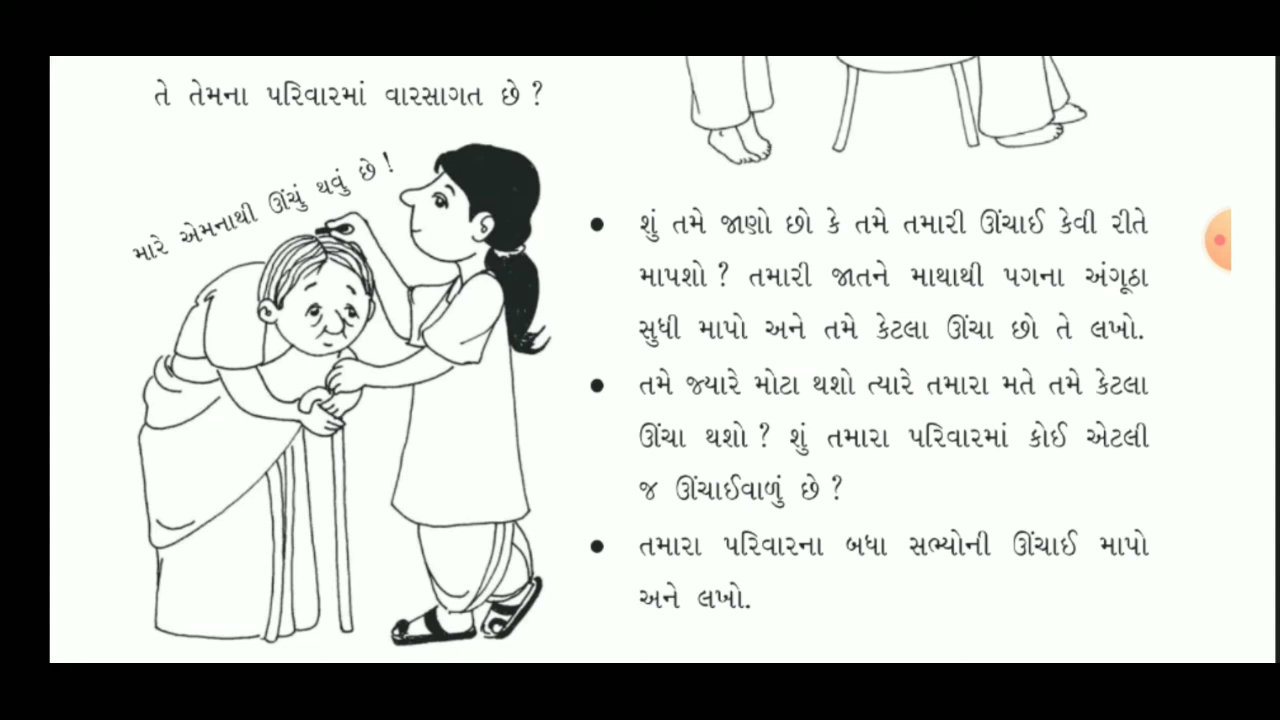 તે તેમના પરિવારમાં વારસાગત છે ?
મારે એમનાથી ઊંચું થવું છે !
• શું તમે જાણો છો કે તમે તમારી ઊંચાઈ કેવી રીતે
માપશો ? તમારી જાતને માથાથી પગના અંગૂઠા
સુધી માપો અને તમે કેટલા ઊંચા છો તે લખો.
• તમે જ્યારે મોટા થશો ત્યારે તમારા મતે તમે કેટલા
ઊંચા થશો ? શું તમારા પરિવારમાં કોઈ એટલી
જ ઊંચાઈવાળું છે ?
• તમારા પરિવારના બધા સભ્યોની ઊંચાઈ માપો
અને લખો.